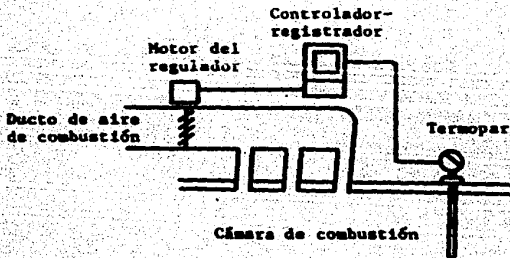 Controlador-
registrador
Motor del
regulador
Ducto de aire
de combustión
Termopar
Cámara de combustión